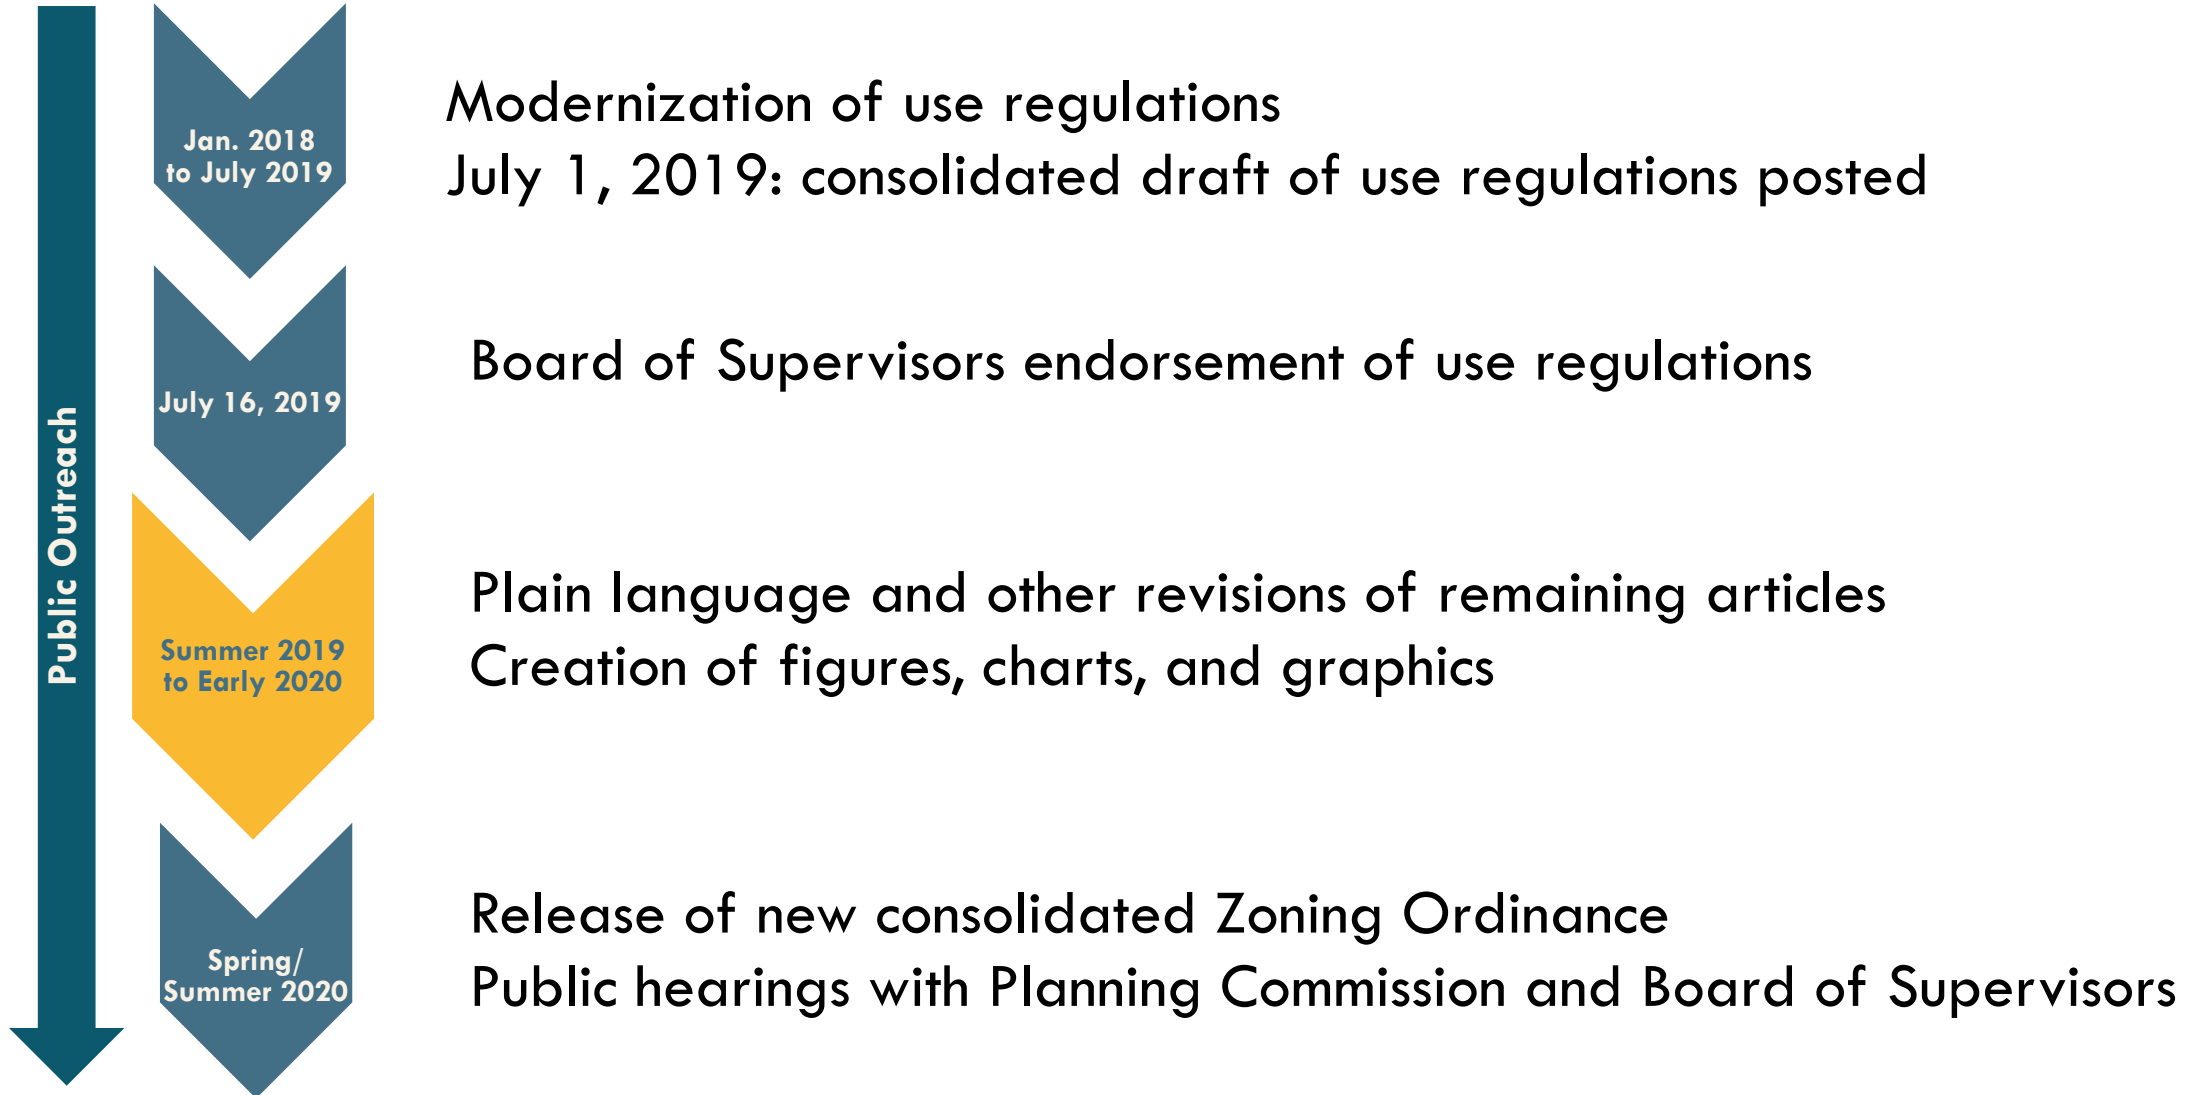 Public Outreach
Jan. 2018
to July 2019
Modernization of use regulations
July 1, 2019: consolidated draft of use regulations posted
July 16, 2019
Board of Supervisors endorsement of use regulations
Summer 2019
to Early 2020
Plain language and other revisions of remaining articles
Creation of figures, charts, and graphics
Spring/
Summer 2020
Release of new consolidated Zoning Ordinance
Public hearings with Planning Commission and Board of Supervisors